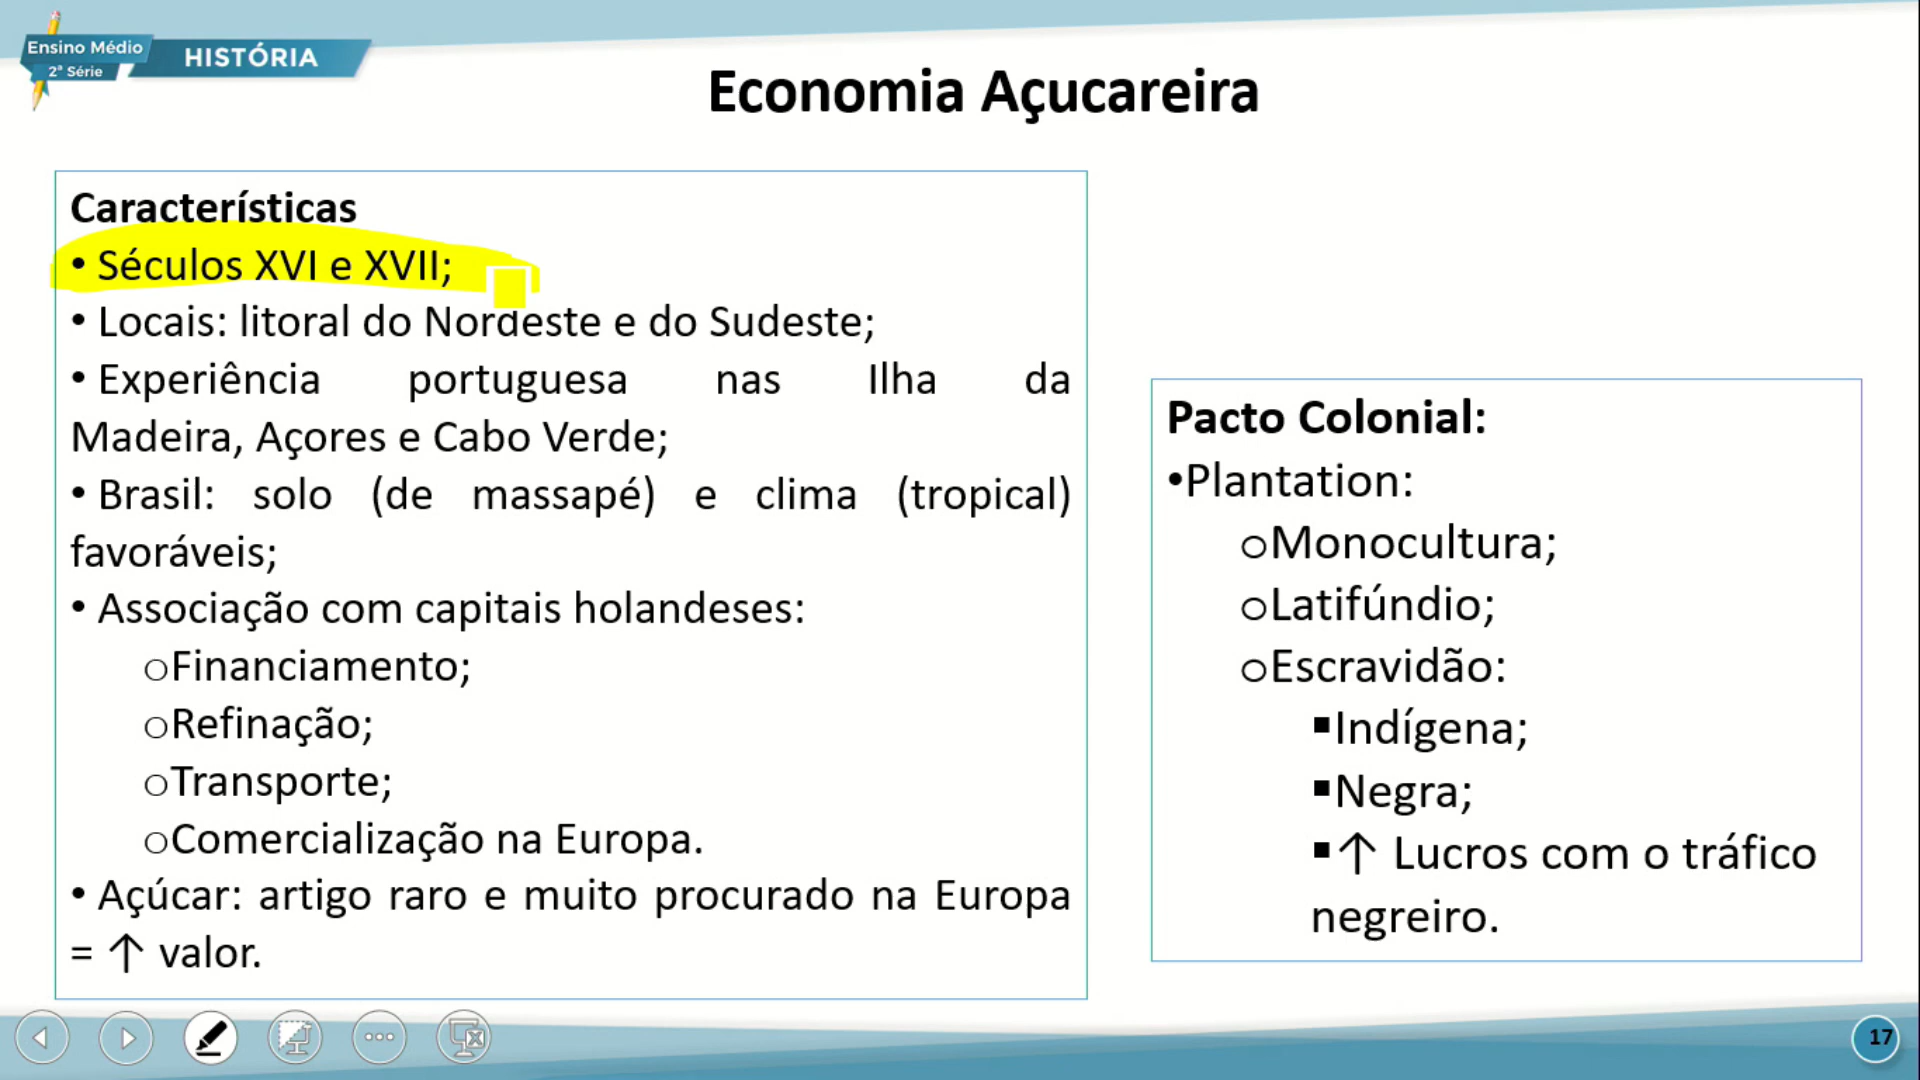 Ensino Médio
2ª Série
HISTÓRIA
Economia Açucareira
Características
• Séculos XVI e XVII;
• Locais: litoral do Nordeste e do Sudeste;
• Experiência portuguesa nas Ilha da
Madeira, Açores e Cabo Verde;
• Brasil: solo (de massapé) e clima (tropical)
favoráveis;
• Associação com capitais holandeses:
oFinanciamento;
oRefinação;
oTransporte;
oComercialização na Europa.
• Açúcar: artigo raro e muito procurado na Europa
= ↑ valor.
Pacto Colonial:
•Plantation:
oMonocultura;
oLatifúndio;
oEscravidão:
▪Indígena;
▪Negra;
▪↑ Lucros com o tráfico
negreiro.
17